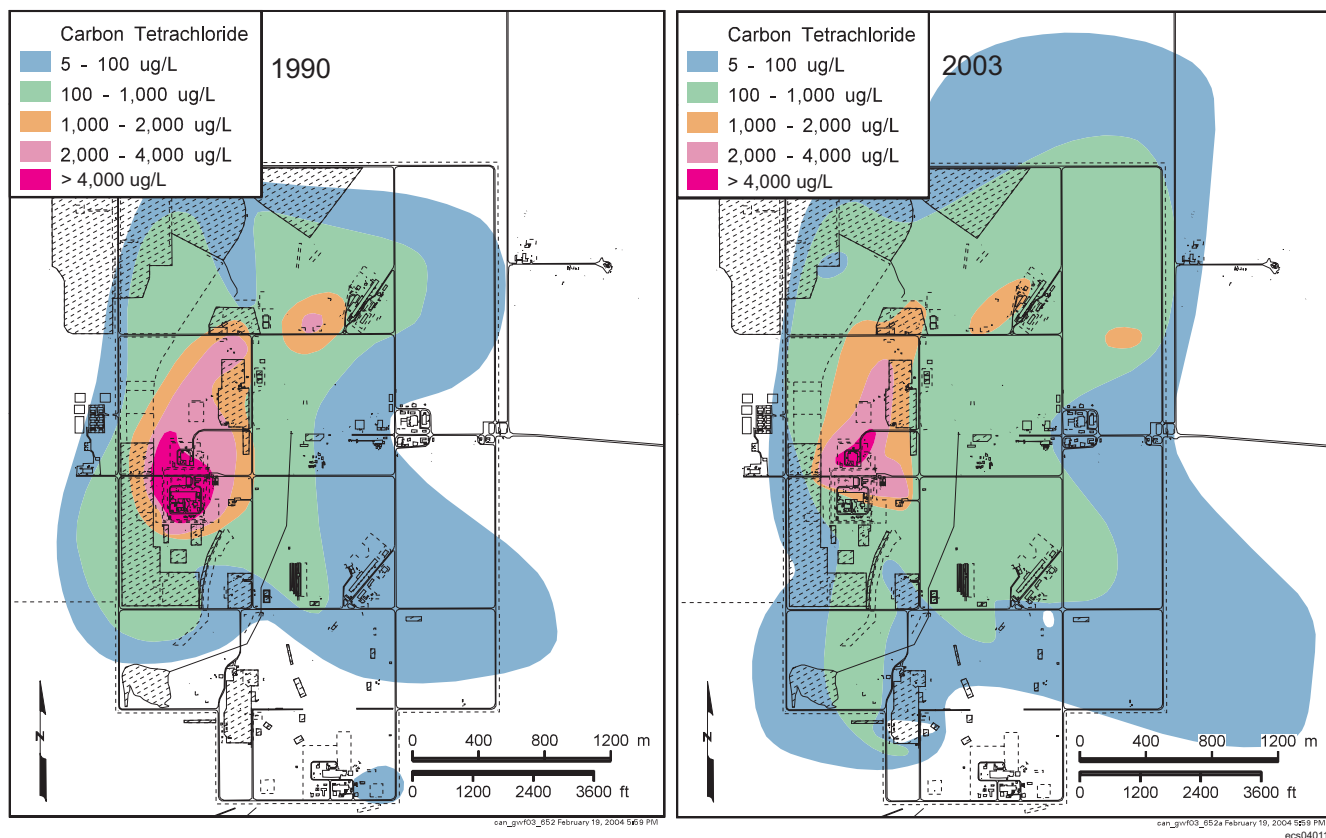 Carbon Tetrachloride
5 - 100 ug/L
100 - 1,000 ug/L
1,000 - 2,000 ug/L
2,000 - 4,000 ug/L
> 4,000 ug/L
1990
N
0 400 800 1200 m
0 1200 2400 3600 ft
can_gwf03_652 February 19, 2004 5:59 PM
Carbon Tetrachloride
5 - 100 ug/L
100 - 1,000 ug/L
1,000 - 2,000 ug/L
2,000 - 4,000 ug/L
> 4,000 ug/L
2003
N
0 400 800 1200 m
0 1200 2400 3600 ft
can_gwf03_652a February 19, 2004 5:59 PM